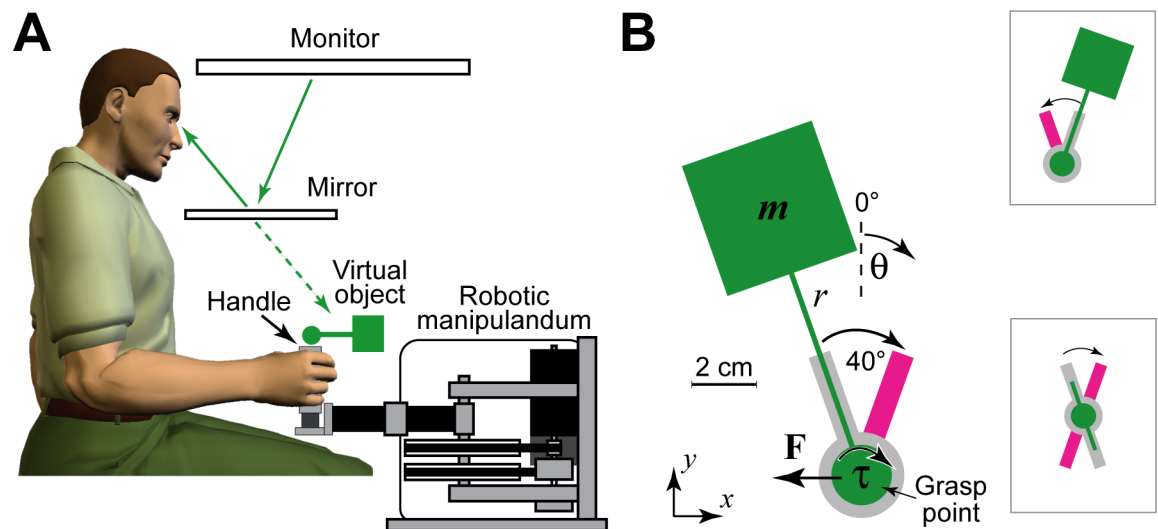 A
Monitor
Mirror
Virtual
object
Handle
Robotic
manipulandum
B
m
0°
θ
r
40°
2 cm
F
τ
Grasp
point
y
x